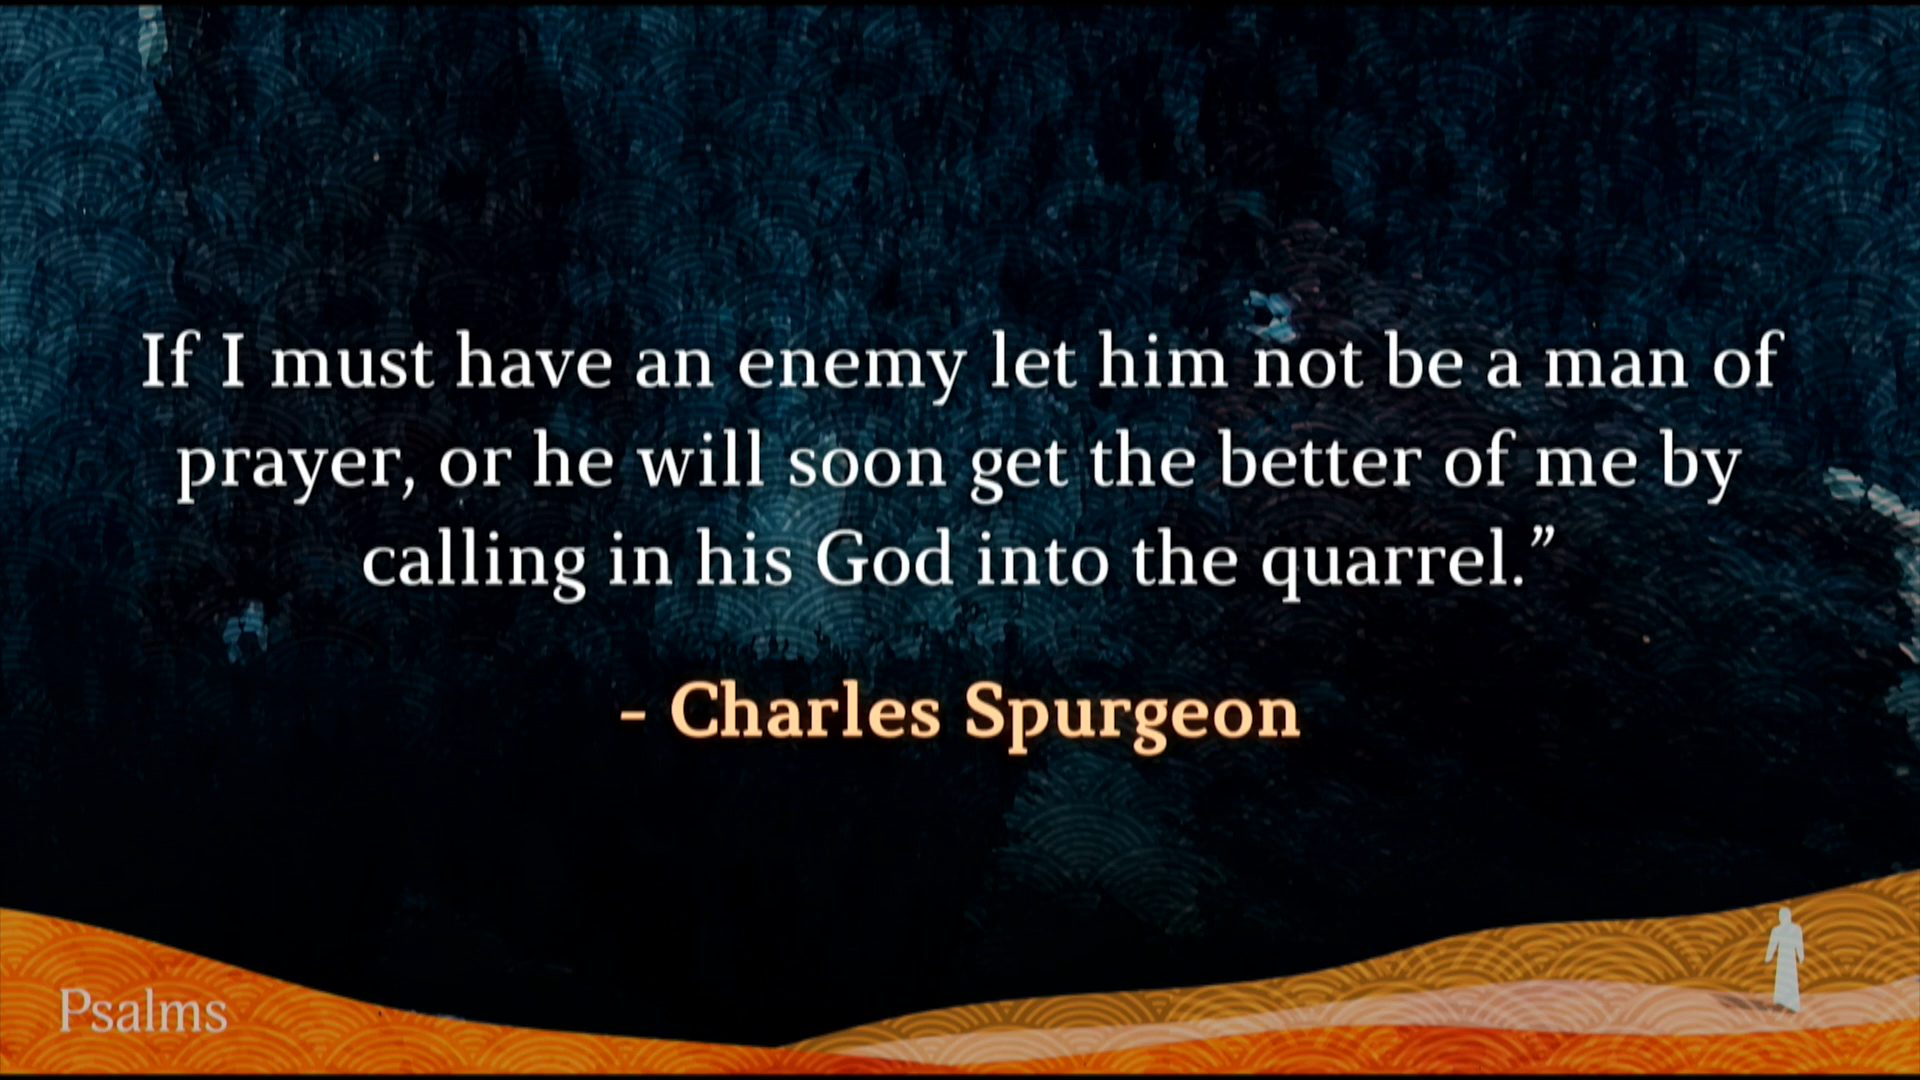 If I must have an enemy let him not be a man of
prayer, or he will soon get the better of me by
calling in his God into the quarrel.”
- Charles Spurgeon
Psalms